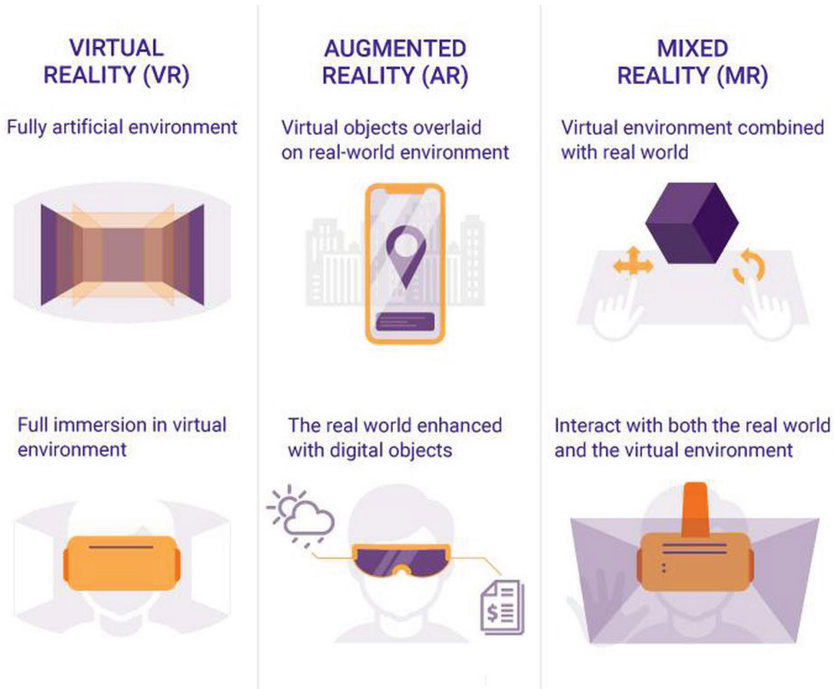 VIRTUAL
REALITY (VR)
Fully artificial environment
Full immersion in virtual
environment
AUGMENTED
REALITY (AR)
Virtual objects overlaid
on real-world environment
$
The real world enhanced
with digital objects
MIXED
REALITY (MR)
Virtual environment combined
with real world
Interact with both the real world
and the virtual environment